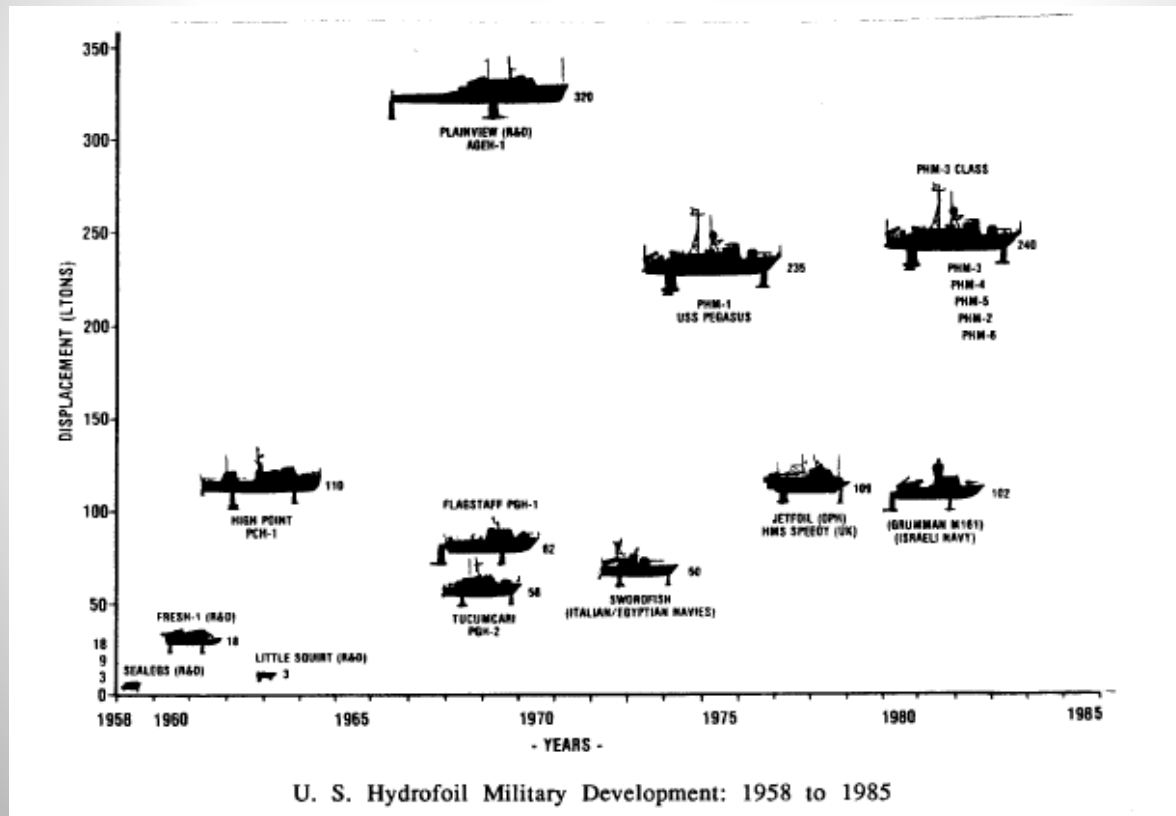 350
300
250
200
150
100
50
18
9
3
0
DISPLACEMENT (LTONS)
320
PLAINVIEW (R&D)
AGEH-1
PHM-3 CLASS
240
PHM-3
PHM-4
PHM-5
PHM-2
PHM-6
235
PHM-1
USS PEGASUS
110
HIGH POINT
PCH-1
FLAGSTAFF PGH-1
58
TUCUMCARI
PGH-2
SWORDFISH
(ITALIAN/EGYPTIAN NAVIES)
109
JETFOIL (OPH)
HMS SPEEDY (UK)
102
(GRUMMAN M161)
(ISRAELI NAVY)
FRESH-1 (R&D)
18
LITTLE SQUIRT (R&D)
3
SEALEGS (R&D)
1958 1960 1965 1970 1975 1980 1985
- YEARS -
U. S. Hydrofoil Military Development: 1958 to 1985